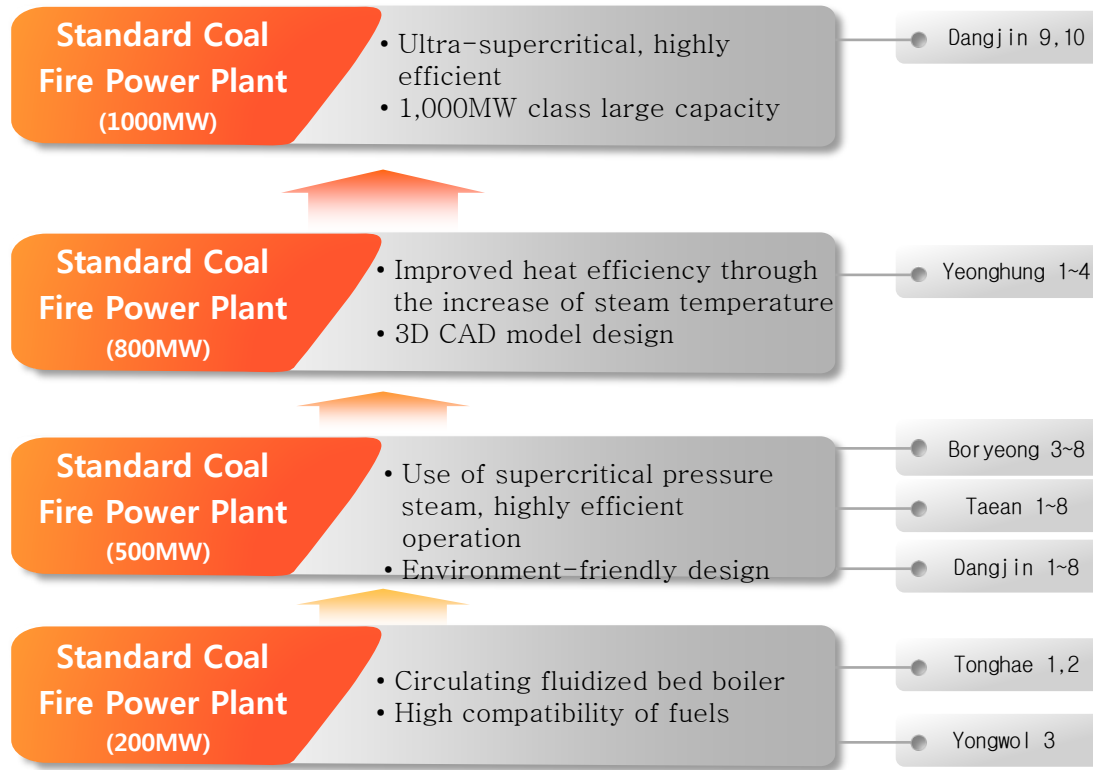 Standard Coal
Fire Power Plant
(1000MW)
• Ultra-supercritical, highly
efficient
• 1,000MW class large capacity
Dangjin 9,10
Standard Coal
Fire Power Plant
(800MW)
• Improved heat efficiency through
the increase of steam temperature
• 3D CAD model design
Yeonghung 1~4
Standard Coal
Fire Power Plant
(500MW)
• Use of supercritical pressure
steam, highly efficient
operation
• Environment-friendly design
Boryeong 3~8
Taean 1~8
Dangjin 1~8
Standard Coal
Fire Power Plant
(200MW)
• Circulating fluidized bed boiler
• High compatibility of fuels
Tonghae 1,2
Yongwol 3